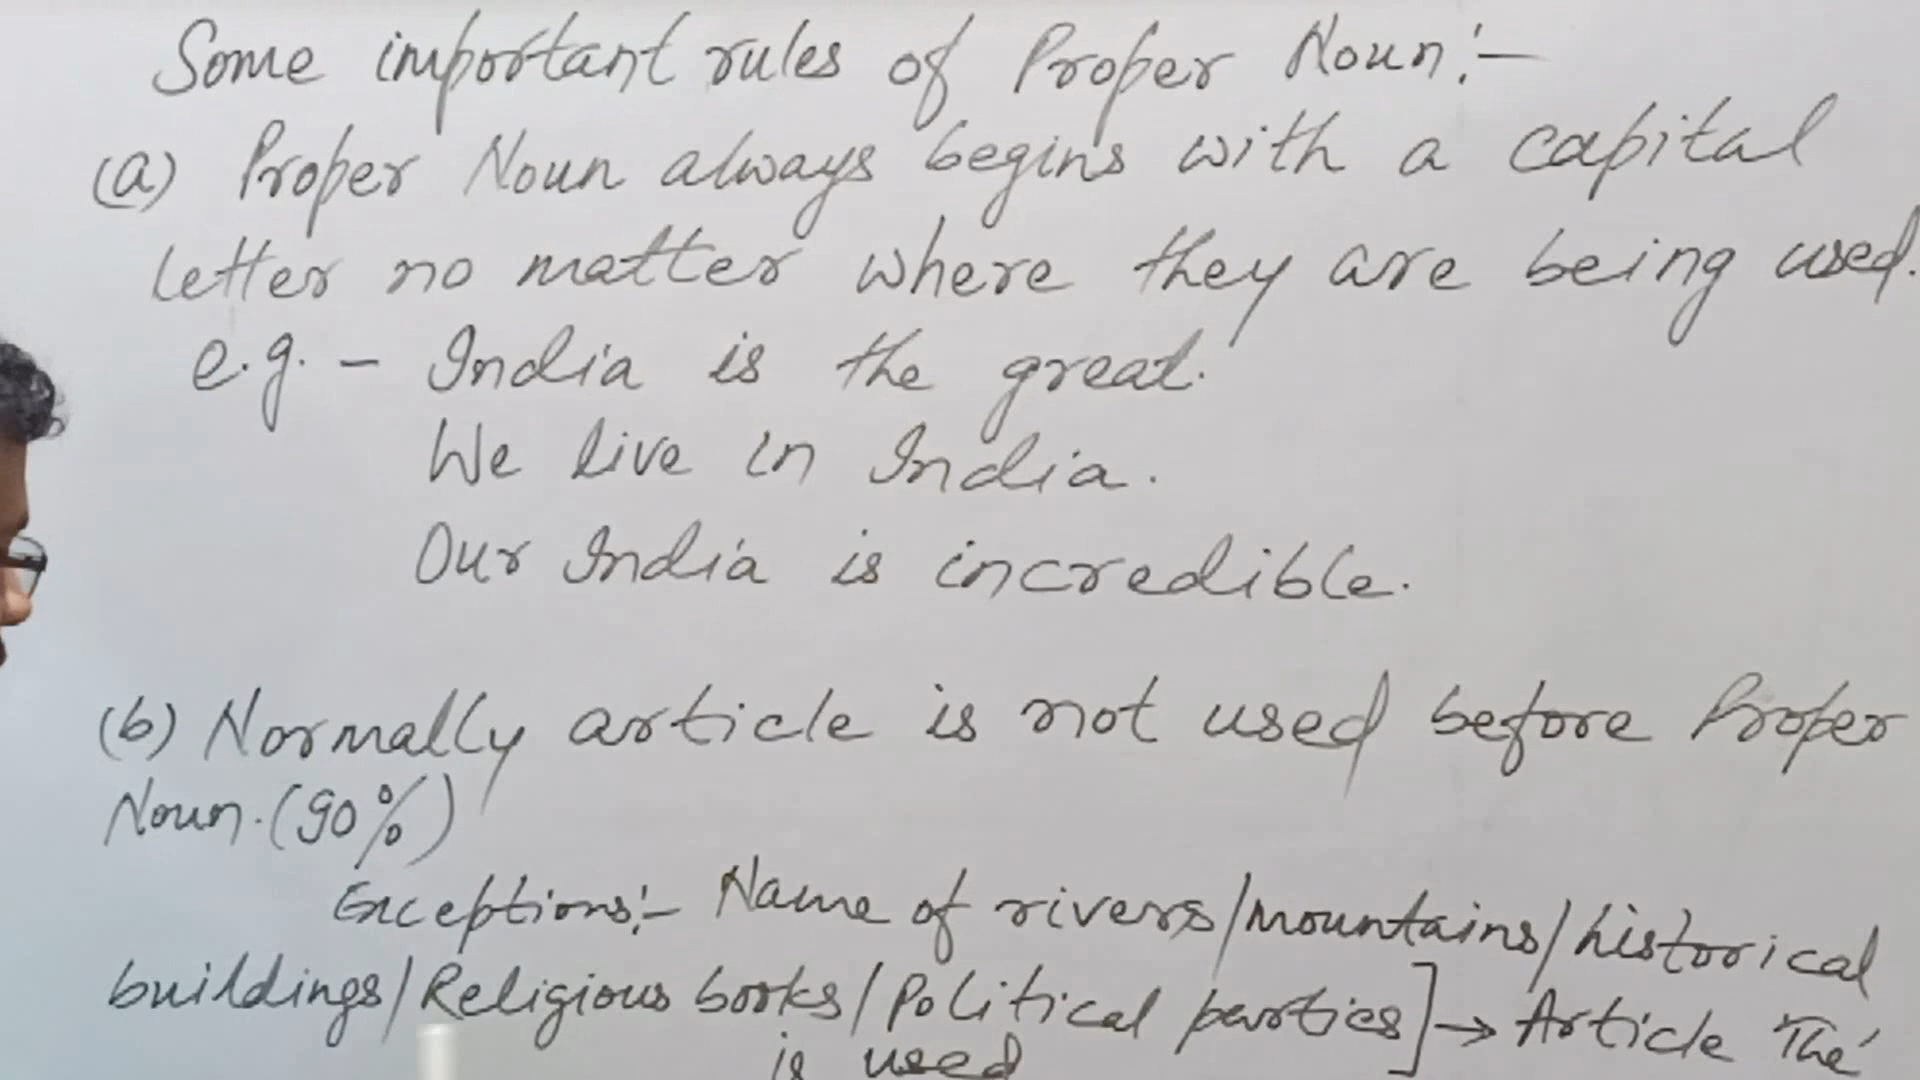 Some important rules of Proper Noun:-
(a) Proper Noun always begins with a capital
letter no matter where they are being used.
e.g. - India is the great.
We live in India.
Our India is incredible.
(b) Normally article is not used before Proper
Noun. (90%)
Exceptions:- Name of rivers/mountains/historical
buildings/Religious books/Political parties]→ Article 'The'
is used